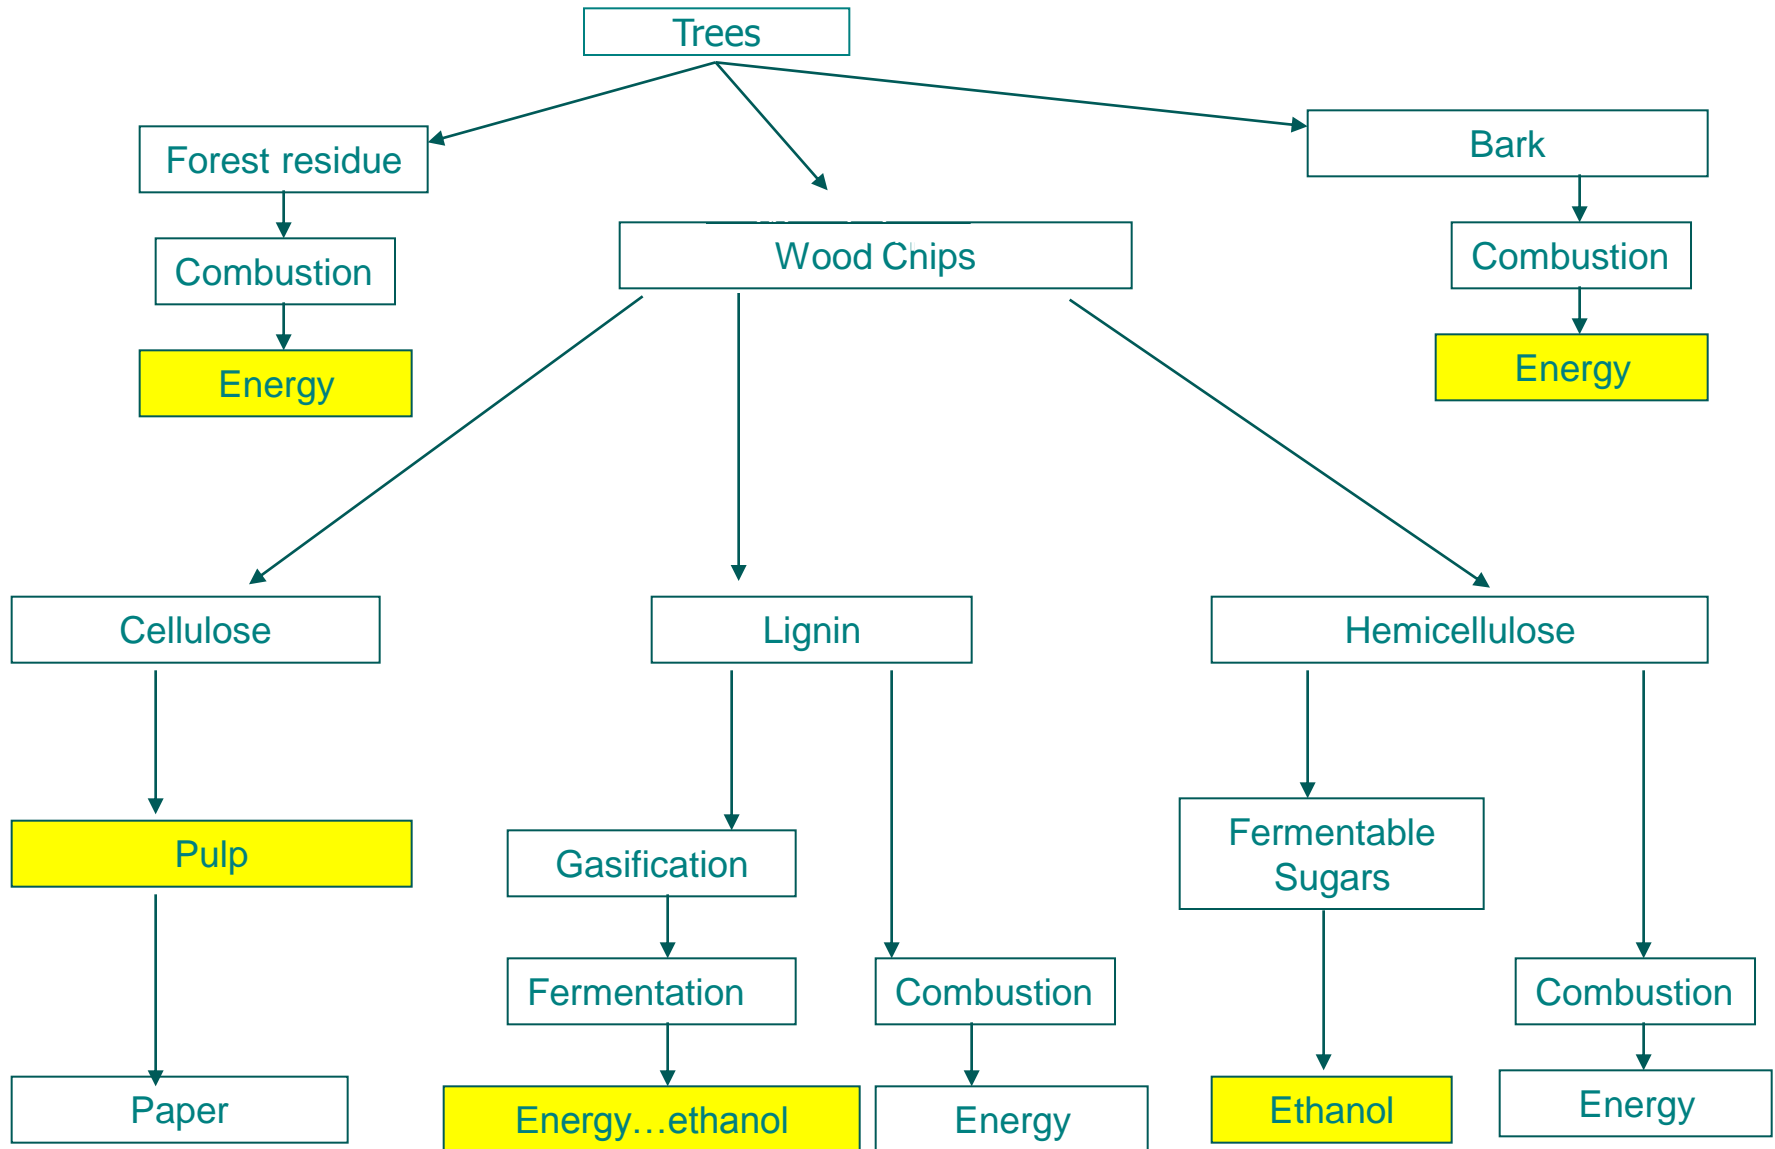 Trees
Forest residue
Bark
Combustion
Wood Chips
Combustion
Energy
Energy
Cellulose
Lignin
Hemicellulose
Pulp
Gasification
Fermentable
Sugars
Fermentation
Combustion
Combustion
Paper
Energy…ethanol
Energy
Ethanol
Energy